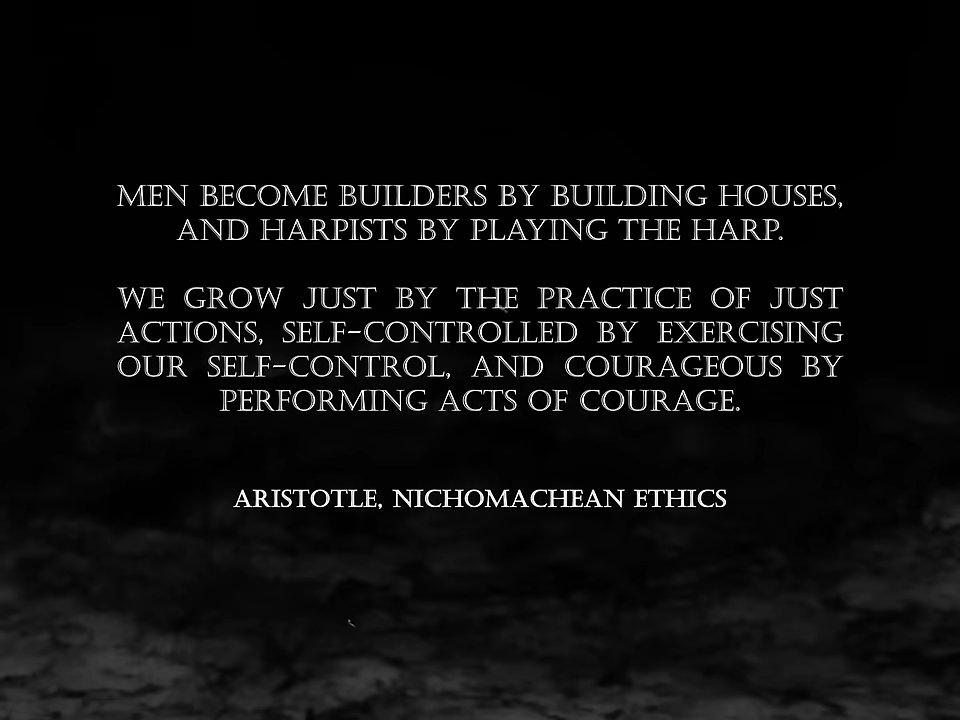 MEN BECOME BUILDERS BY BUILDING HOUSES,
AND HARPISTS BY PLAYING THE HARP.
WE GROW JUST BY THE PRACTICE OF JUST
ACTIONS, SELF-CONTROLLED BY EXERCISING
OUR SELF-CONTROL, AND COURAGEOUS BY
PERFORMING ACTS OF COURAGE.
ARISTOTLE, NICHOMACHEAN ETHICS